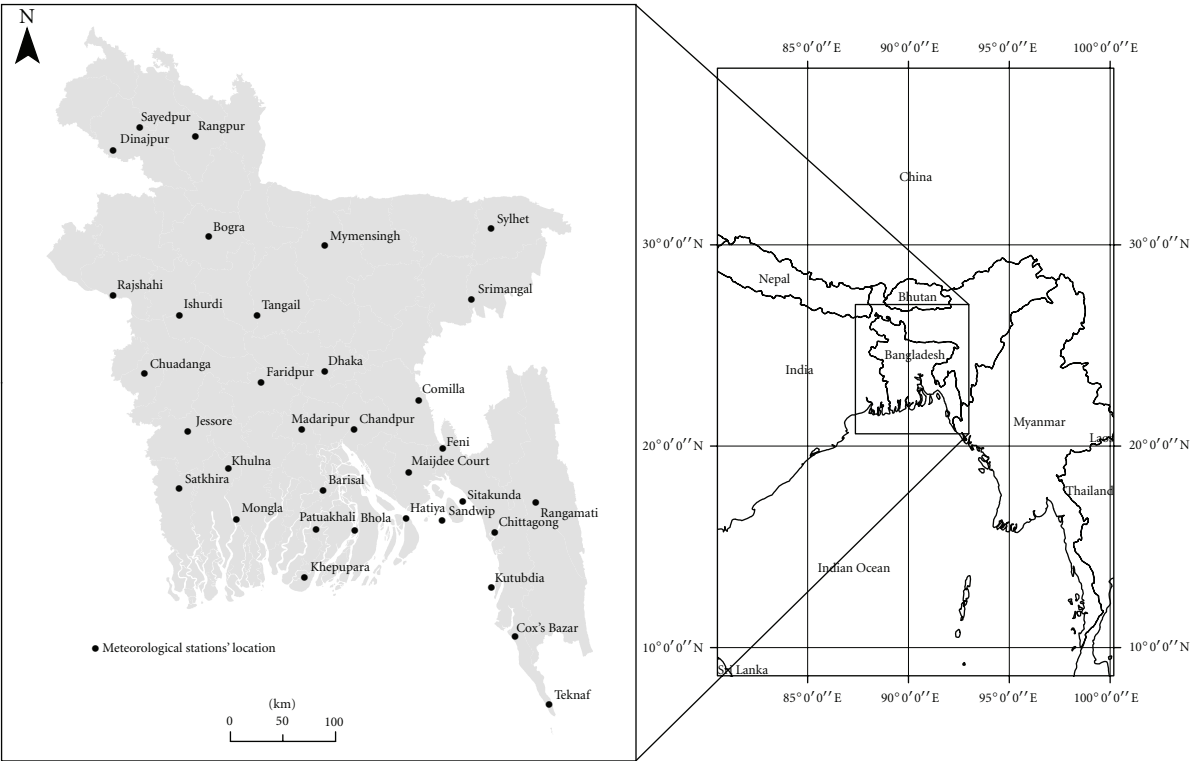 N
Sayedpur
Rangpur
Dinajpur
Sylhet
Bogra
Mymensingh
Rajshahi
Srimangal
Ishurdi
Tangail
Dhaka
Chuadanga
Faridpur
Comilla
Jessore
Madaripur
Chandpur
Feni
Khulna
Maijdee Court
Satkhira
Barisal
Sitakunda
Mongla
Hatiya
Sandwip
Rangamati
Patuakhali
Bhola
Chittagong
Khepupara
Kutubdia
Cox's Bazar
Meteorological stations' location
Teknaf
(km)
0 50 100
85°0′0″E 90°0′0″E 95°0′0″E 100°0′0″E
China
30°0′0″N 30°0′0″N
Nepal
Bhutan
Bangladesh
India
Myanmar
Laos
20°0′0″N 20°0′0″N
Thailand
Indian Ocean
10°0′0″N 10°0′0″N
Sri Lanka
85°0′0″E 90°0′0″E 95°0′0″E 100°0′0″E